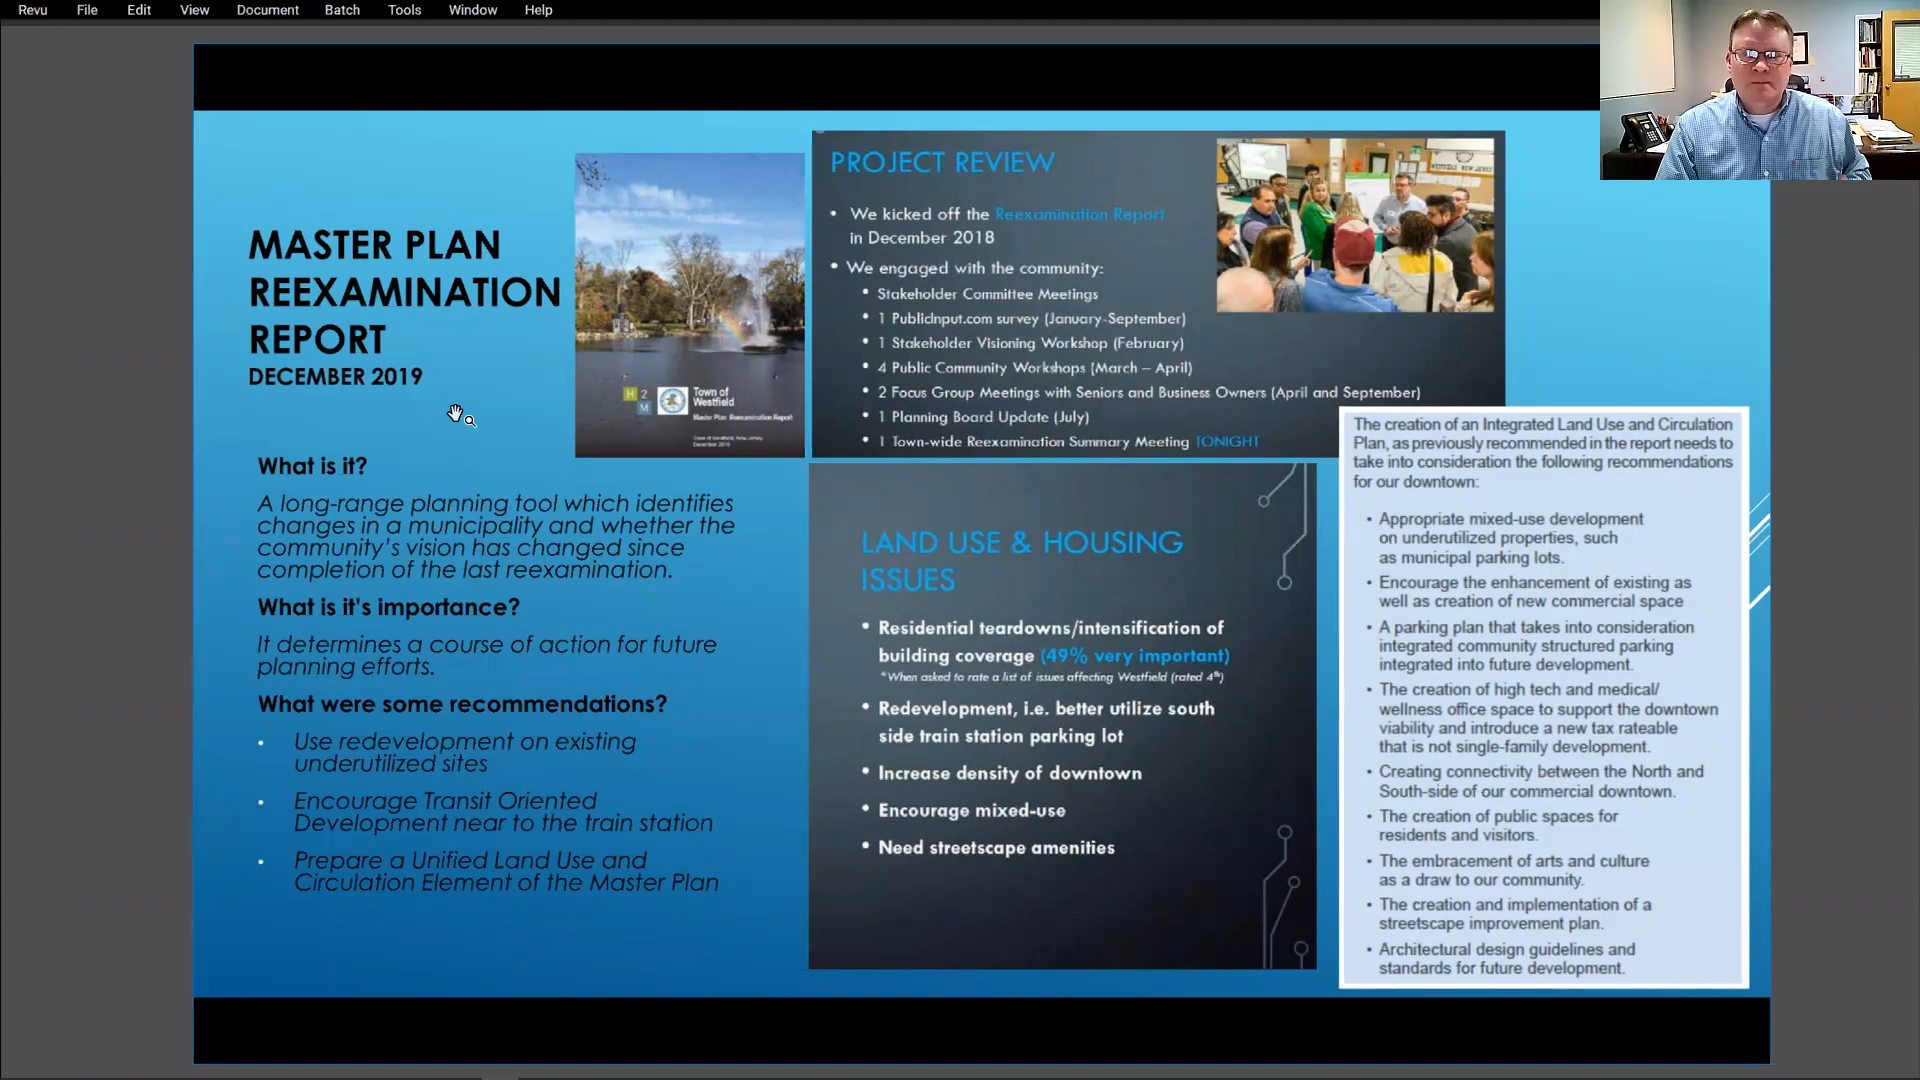 Revu File Edit View Document Batch Tools Window Help
MASTER PLAN
REEXAMINATION
REPORT
DECEMBER 2019
What is it?
A long-range planning tool which identifies
changes in a municipality and whether the
community's vision has changed since
completion of the last reexamination.
What is it's importance?
It determines a course of action for future
planning efforts.
What were some recommendations?
• Use redevelopment on existing
underutilized sites
• Encourage Transit Oriented
Development near to the train station
• Prepare a Unified Land Use and
Circulation Element of the Master Plan
H2M
Town of
Westfield
Master Plan Reexamination Report
Town of Westfield, New Jersey
December 2019
PROJECT REVIEW
• We kicked off the Reexamination Report
in December 2018
• We engaged with the community:
• Stakeholder Committee Meetings
• 1 PublicInput.com survey (January-September)
• 1 Stakeholder Visioning Workshop (February)
• 4 Public Community Workshops (March – April)
• 2 Focus Group Meetings with Seniors and Business Owners (April and September)
• 1 Planning Board Update (July)
• 1 Town-wide Reexamination Summary Meeting TONIGHT
LAND USE & HOUSING
ISSUES
• Residential teardowns/intensification of
building coverage (49% very important)
*When asked to rate a list of issues affecting Westfield (rated 4th)
• Redevelopment, i.e. better utilize south
side train station parking lot
• Increase density of downtown
• Encourage mixed-use
• Need streetscape amenities
The creation of an Integrated Land Use and Circulation
Plan, as previously recommended in the report needs to
take into consideration the following recommendations
for our downtown:
• Appropriate mixed-use development
on underutilized properties, such
as municipal parking lots.
• Encourage the enhancement of existing as
well as creation of new commercial space
• A parking plan that takes into consideration
integrated community structured parking
integrated into future development.
• The creation of high tech and medical/
wellness office space to support the downtown
viability and introduce a new tax rateable
that is not single-family development.
• Creating connectivity between the North and
South-side of our commercial downtown.
• The creation of public spaces for
residents and visitors.
• The embracement of arts and culture
as a draw to our community.
• The creation and implementation of a
streetscape improvement plan.
• Architectural design guidelines and
standards for future development.